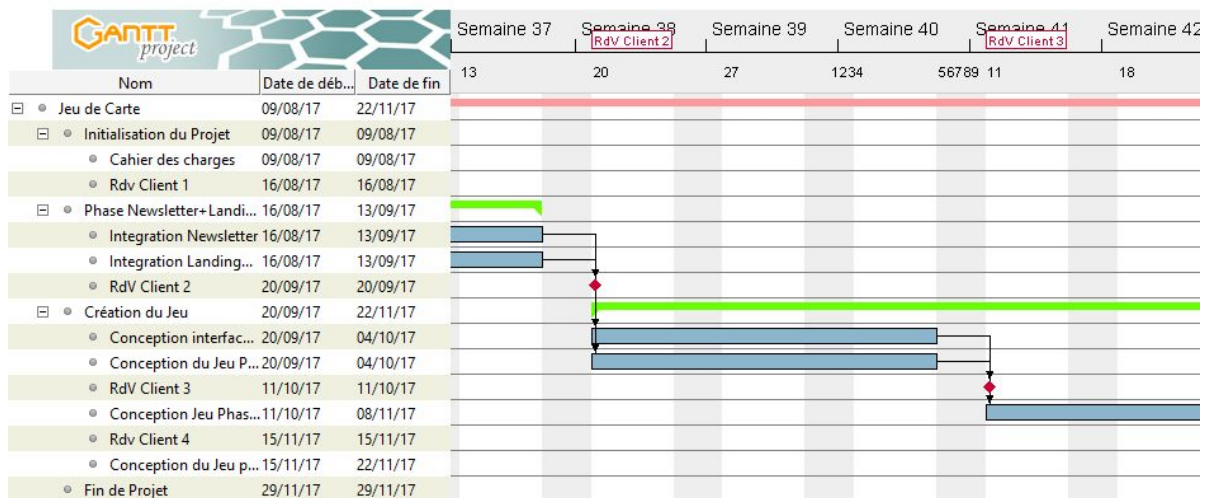 GANTT
project
Semaine 37 Semaine 38 Semaine 39 Semaine 40 Semaine 41 Semaine 42
RdV Client 2 RdV Client 3
13 20 27 1234 56789 11 18
Nom Date de déb... Date de fin
Jeu de Carte 09/08/17 22/11/17
Initialisation du Projet 09/08/17 09/08/17
Cahier des charges 09/08/17 09/08/17
Rdv Client 1 16/08/17 16/08/17
Phase Newsletter+Landi... 16/08/17 13/09/17
Integration Newsletter 16/08/17 13/09/17
Integration Landing... 16/08/17 13/09/17
RdV Client 2 20/09/17 20/09/17
Création du Jeu 20/09/17 22/11/17
Conception interfac... 20/09/17 04/10/17
Conception du Jeu P... 20/09/17 04/10/17
RdV Client 3 11/10/17 11/10/17
Conception Jeu Phas... 11/10/17 08/11/17
Rdv Client 4 15/11/17 15/11/17
Conception du Jeu p... 15/11/17 22/11/17
Fin de Projet 29/11/17 29/11/17